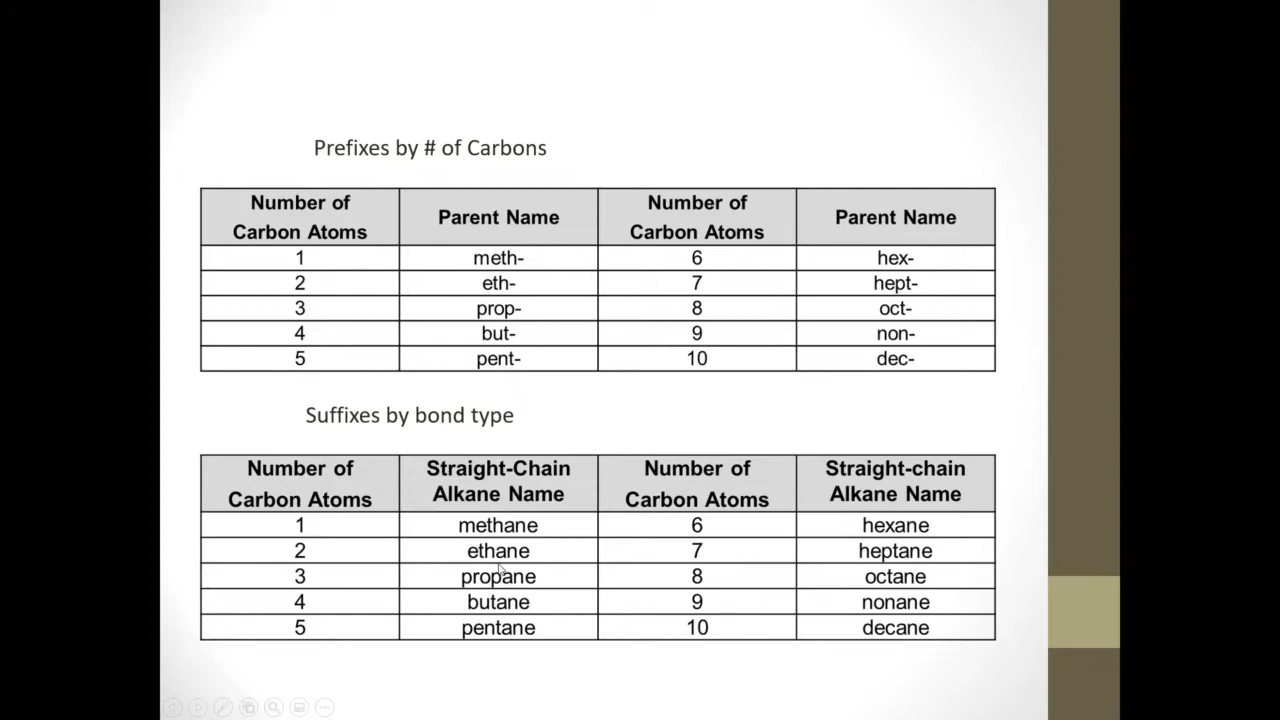 Prefixes by # of Carbons
Number of Carbon Atoms Parent Name Number of Carbon Atoms Parent Name
1 meth- 6 hex-
2 eth- 7 hept-
3 prop- 8 oct-
4 but- 9 non-
5 pent- 10 dec-
Suffixes by bond type
Number of Carbon Atoms Straight-Chain Alkane Name Number of Carbon Atoms Straight-chain Alkane Name
1 methane 6 hexane
2 ethane 7 heptane
3 propane 8 octane
4 butane 9 nonane
5 pentane 10 decane